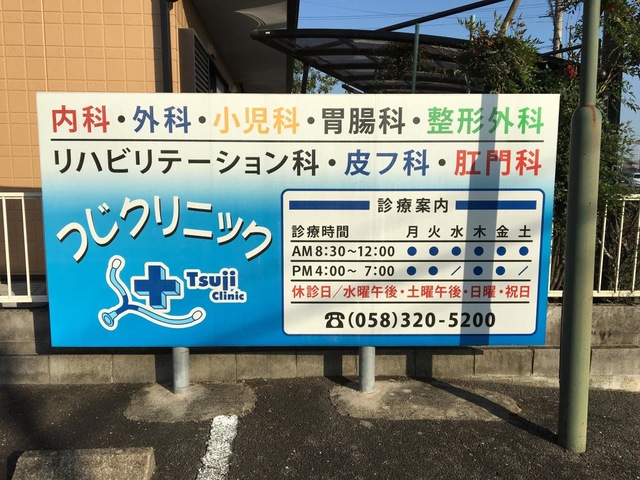 内科・外科・小児科・胃腸科・整形外科
リハビリテーション科・皮フ科・肛門科
つじクリニック
Tsuji
Clinic
診療案内
診療時間 月 火 水 木 金 土
AM 8:30〜12:00 ● ● ● ● ● ●
PM 4:00〜 7:00 ● ● / ● ● /
休診日/水曜午後・土曜午後・日曜・祝日
☎(058)320-5200